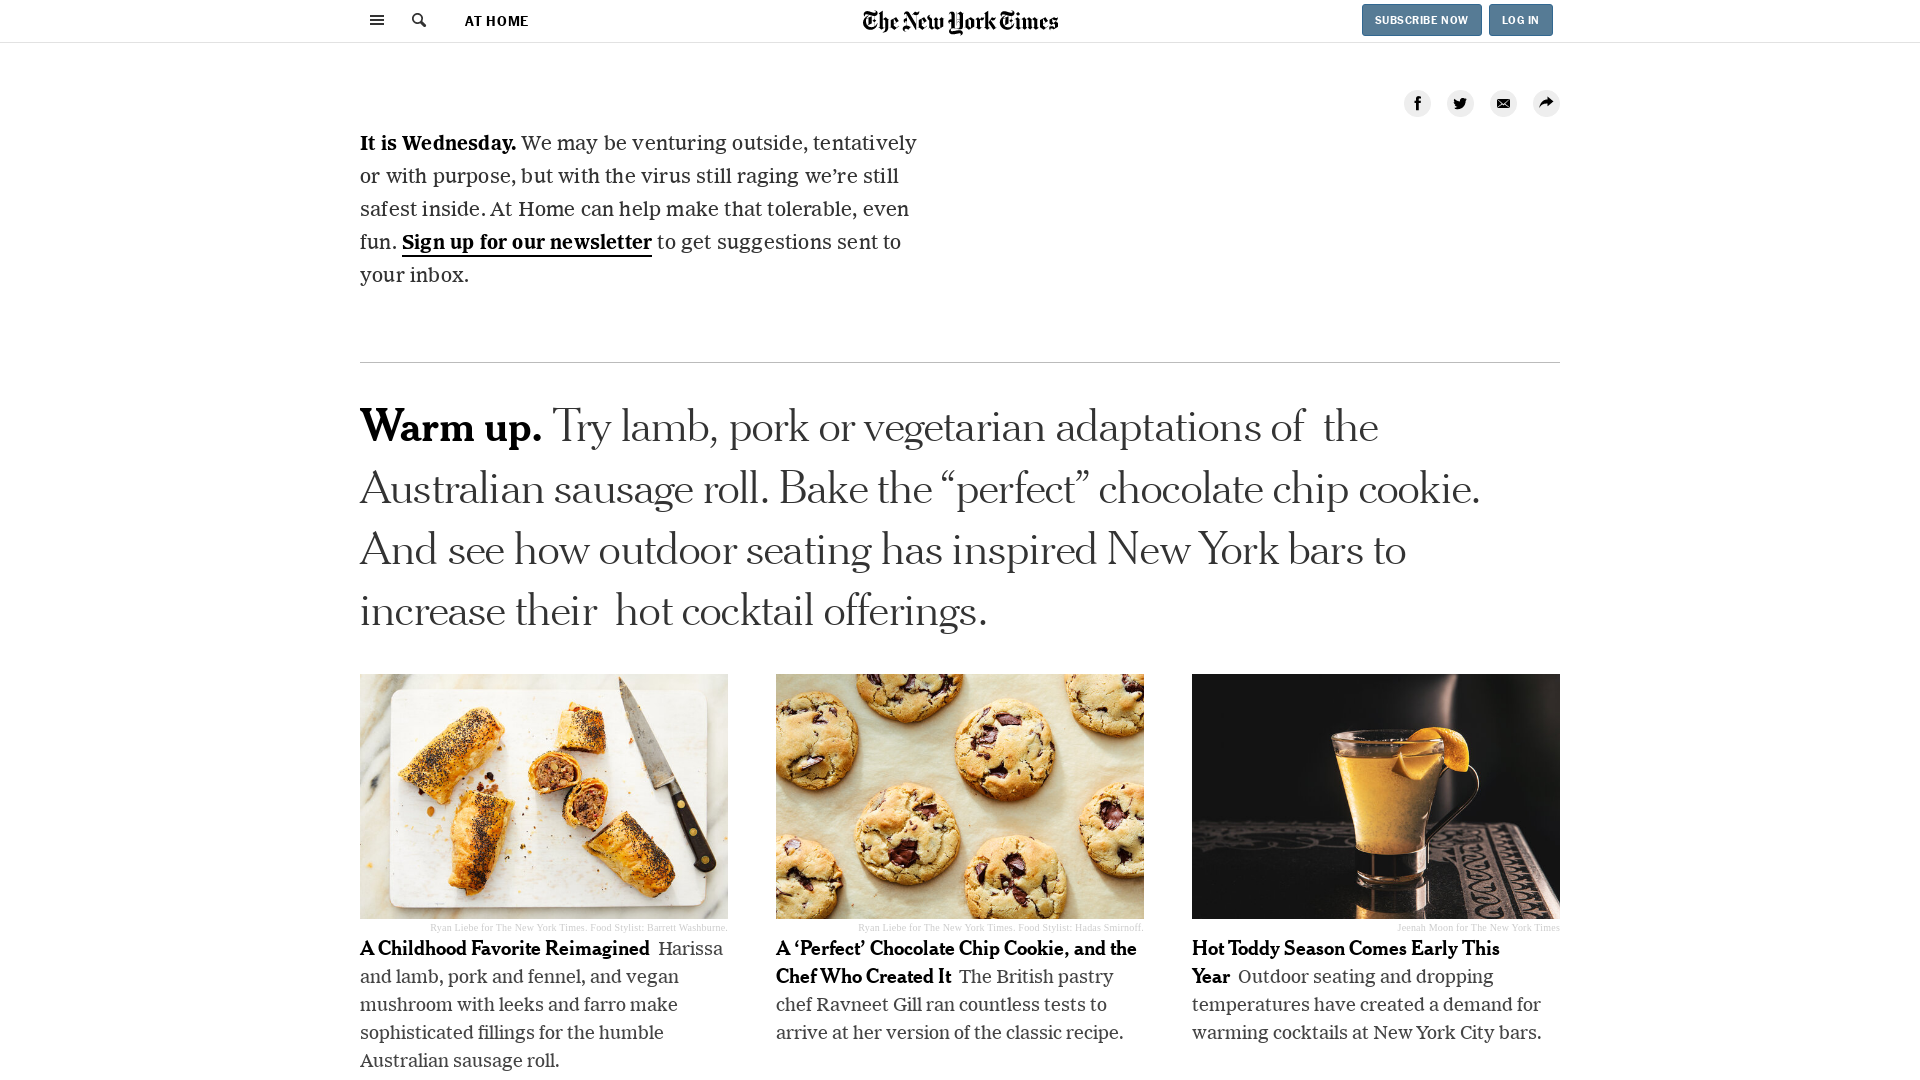 AT HOME
The New York Times
SUBSCRIBE NOW
LOG IN
It is Wednesday. We may be venturing outside, tentatively
or with purpose, but with the virus still raging we’re still
safest inside. At Home can help make that tolerable, even
fun. Sign up for our newsletter to get suggestions sent to
your inbox.
Warm up. Try lamb, pork or vegetarian adaptations of the
Australian sausage roll. Bake the “perfect” chocolate chip cookie.
And see how outdoor seating has inspired New York bars to
increase their hot cocktail offerings.
Ryan Liebe for The New York Times. Food Stylist: Barrett Washburne.
A Childhood Favorite Reimagined Harissa
and lamb, pork and fennel, and vegan
mushroom with leeks and farro make
sophisticated fillings for the humble
Australian sausage roll.
Ryan Liebe for The New York Times. Food Stylist: Hadas Smirnoff.
A ‘Perfect’ Chocolate Chip Cookie, and the
Chef Who Created It The British pastry
chef Ravneet Gill ran countless tests to
arrive at her version of the classic recipe.
Jeenah Moon for The New York Times
Hot Toddy Season Comes Early This
Year Outdoor seating and dropping
temperatures have created a demand for
warming cocktails at New York City bars.